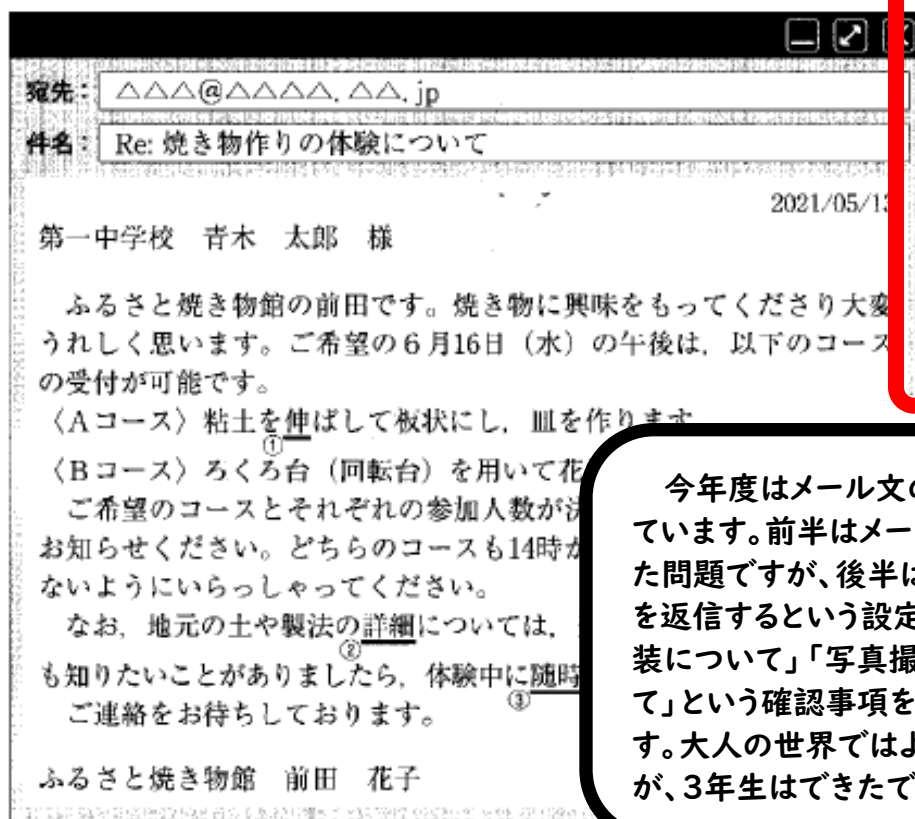 宛先： △△△@△△△△.△△.jp
件名： Re: 焼き物作りの体験について
2021/05/13
第一中学校 青木 太郎 様
ふるさと焼き物館の前田です。焼き物に興味をもってくださり大変
うれしく思います。ご希望の６月16日（水）の午後は，以下のコース
の受付が可能です。
〈Ａコース〉粘土を伸ばして板状にし，皿を作ります
①
〈Ｂコース〉ろくろ台（回転台）を用いて花
ご希望のコースとそれぞれの参加人数が決
お知らせください。どちらのコースも14時か
ないようにいらっしゃってください。
なお，地元の土や製法の詳細については，
②
も知りたいことがありましたら，体験中に随時
③
ご連絡をお待ちしております。
ふるさと焼き物館 前田 花子
今年度はメール文の
ています。前半はメー
た問題ですが、後半は
を返信するという設定
装について」「写真撮
て」という確認事項を
す。大人の世界ではよ
が、３年生はできたで